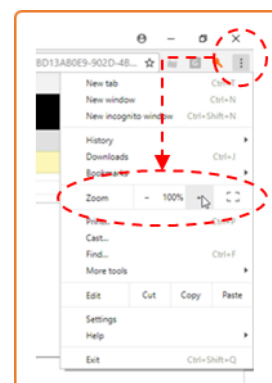 BD13AB0E9-902D-4B...
New tab Ctrl+T
New window Ctrl+N
New incognito window Ctrl+Shift+N
History
Downloads Ctrl+J
Bookmarks
Zoom - 100% +
Print... Ctrl+P
Cast...
Find... Ctrl+F
More tools
Edit Cut Copy Paste
Settings
Help
Exit Ctrl+Shift+Q